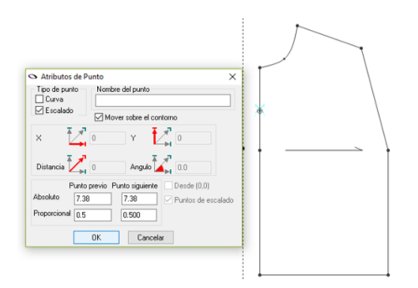 Atributos de Punto
Tipo de punto
Nombre del punto
Curva
Escalado
Mover sobre el contorno
X 0 Y 0
Distancia 0 Angulo 0.0
Punto previo Punto siguiente Desde (0,0)
Absoluto 7.38 7.38 Puntos de escalado
Proporcional 0.5 0.500
OK Cancelar